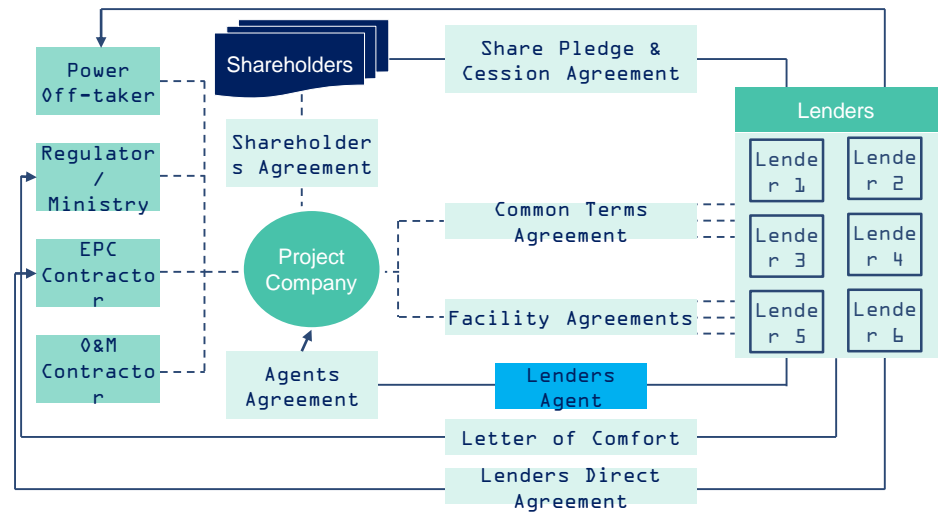 Power
Off-taker
Regulator
/
Ministry
EPC
Contracto
r
O&M
Contracto
r
Shareholders
Shareholder
s Agreement
Project
Company
Agents
Agreement
Share Pledge &
Cession Agreement
Common Terms
Agreement
Facility Agreements
Lenders
Agent
Letter of Comfort
Lenders Direct
Agreement
Lenders
Lende
r 1
Lende
r 2
Lende
r 3
Lende
r 4
Lende
r 5
Lende
r 6